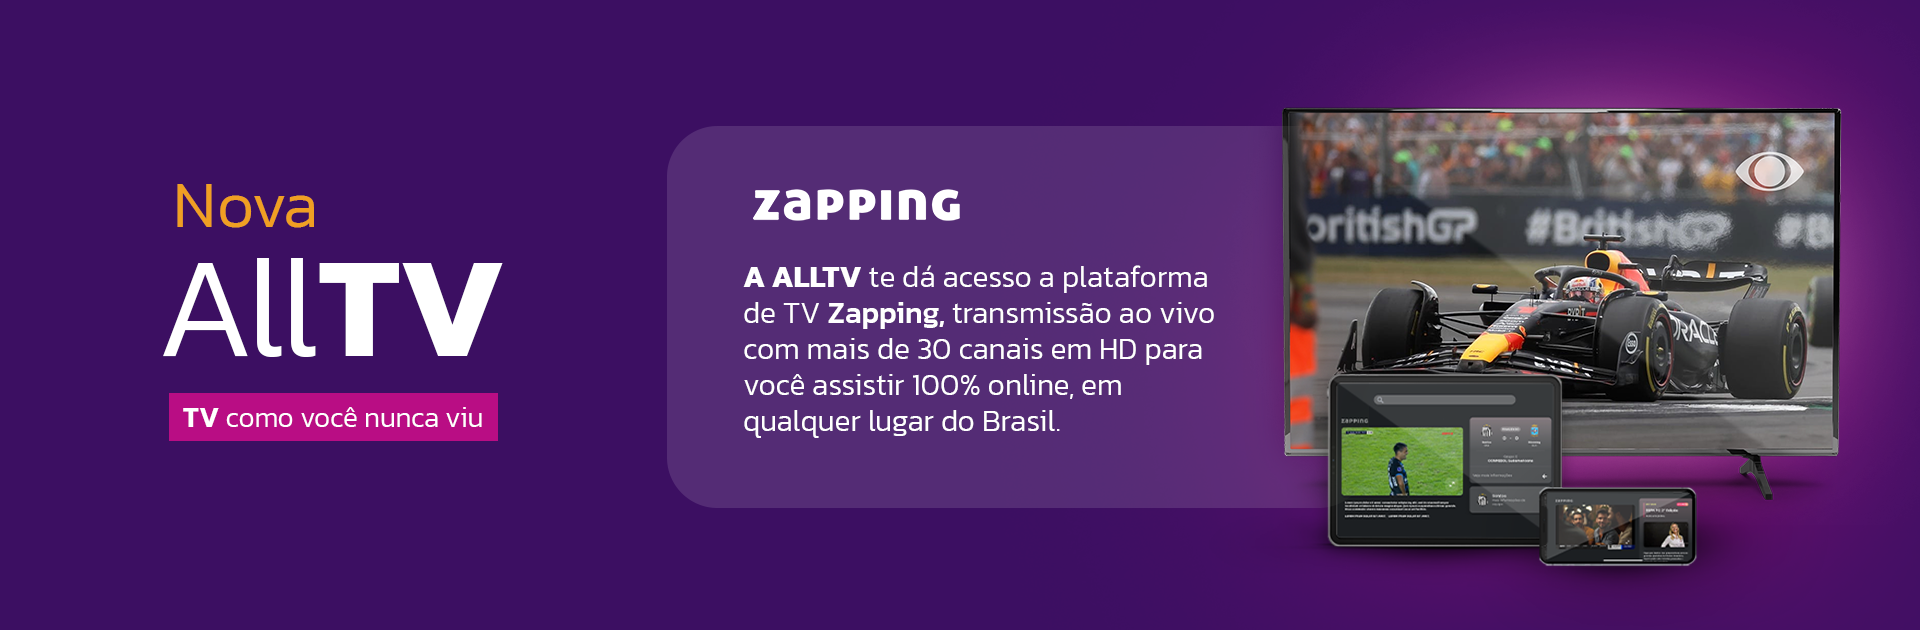 Nova
AllTV
TV como você nunca viu
zapping
A ALLTV te dá acesso a plataforma
de TV Zapping, transmissão ao vivo
com mais de 30 canais em HD para
você assistir 100% online, em
qualquer lugar do Brasil.
britishGP #BritishGP #B
ORACLE
ZAPPING